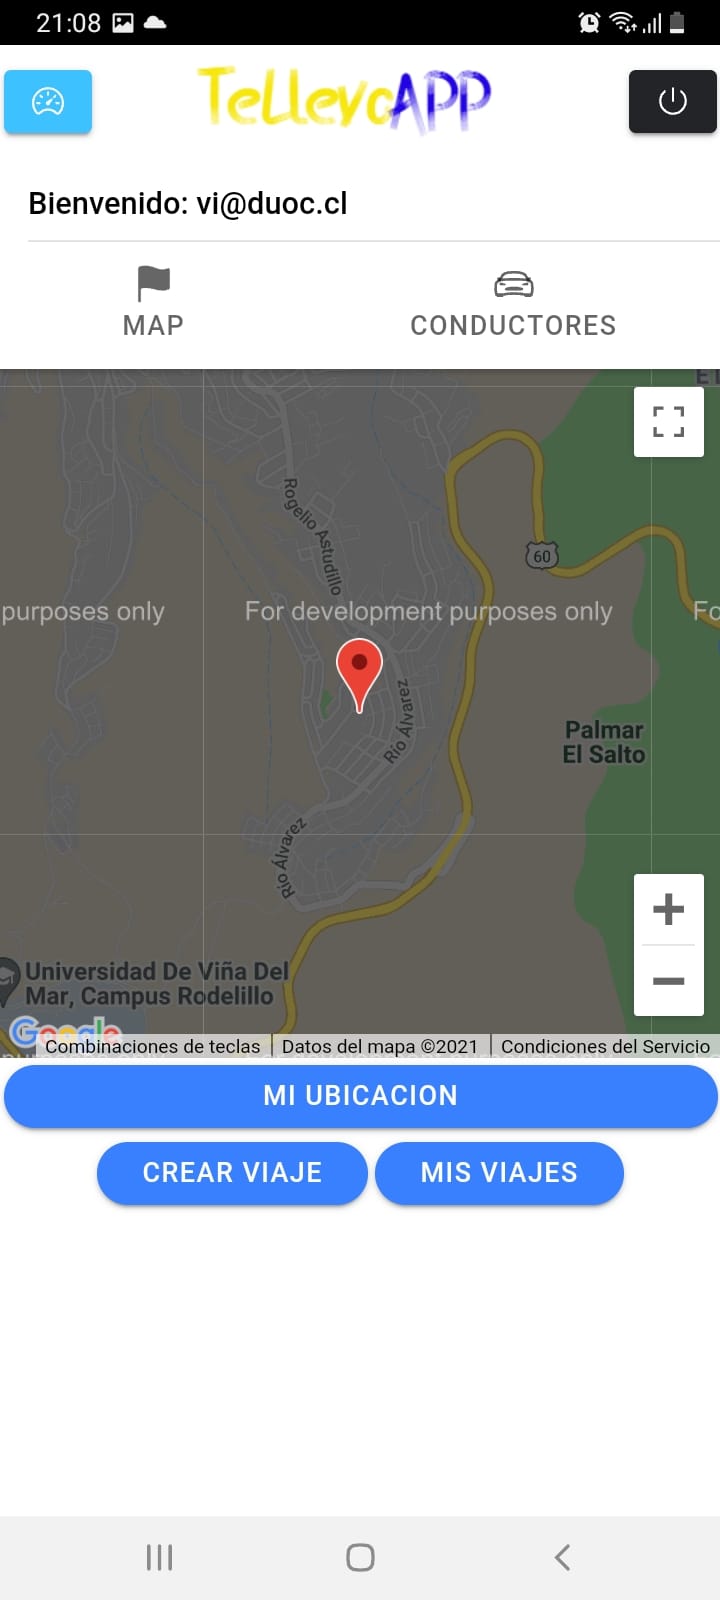 21:08
TellevoAPP
Bienvenido: vi@duoc.cl
MAP
CONDUCTORES
Rogelio Astudillo
60
purposes only
For development purposes only
Fo
Río Álvarez
Palmar
El Salto
Río Álvarez
Universidad De Viña Del
Mar, Campus Rodelillo
Google
Combinaciones de teclas
Datos del mapa ©2021
Condiciones del Servicio
MI UBICACION
CREAR VIAJE
MIS VIAJES